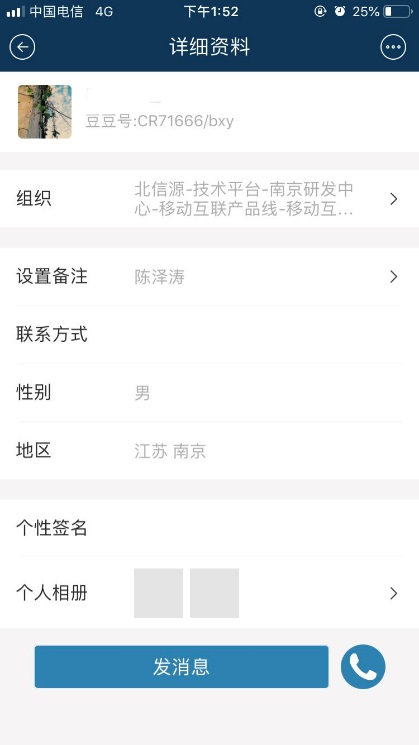 中国电信 4G 下午1:52 25%
详细资料
豆豆号:CR71666/bxy
组织
北信源-技术平台-南京研发中
心-移动互联产品线-移动互...
设置备注 陈泽涛
联系方式
性别 男
地区 江苏 南京
个性签名
个人相册
发消息